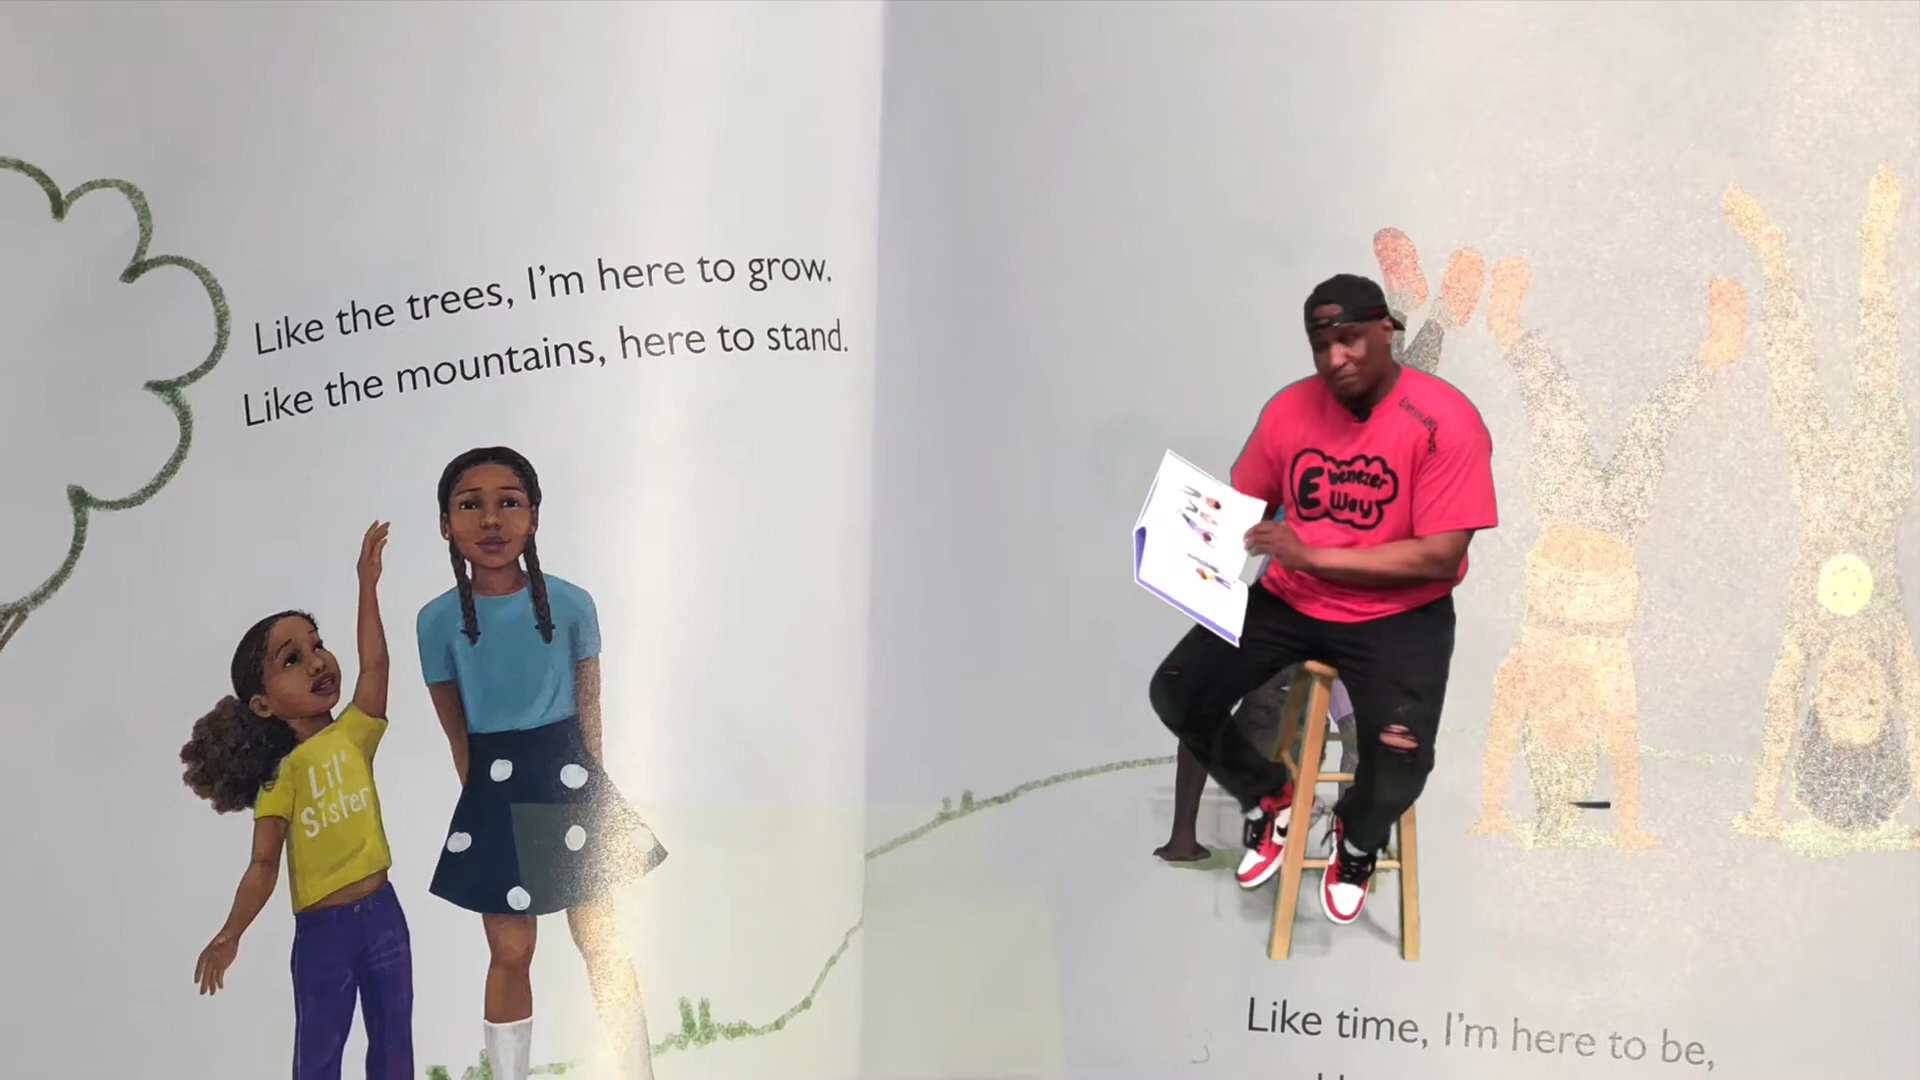 Like the trees, I'm here to grow.
Like the mountains, here to stand.
Lil'
Sister
Ebenezer
Way
Like time, I'm here to be,